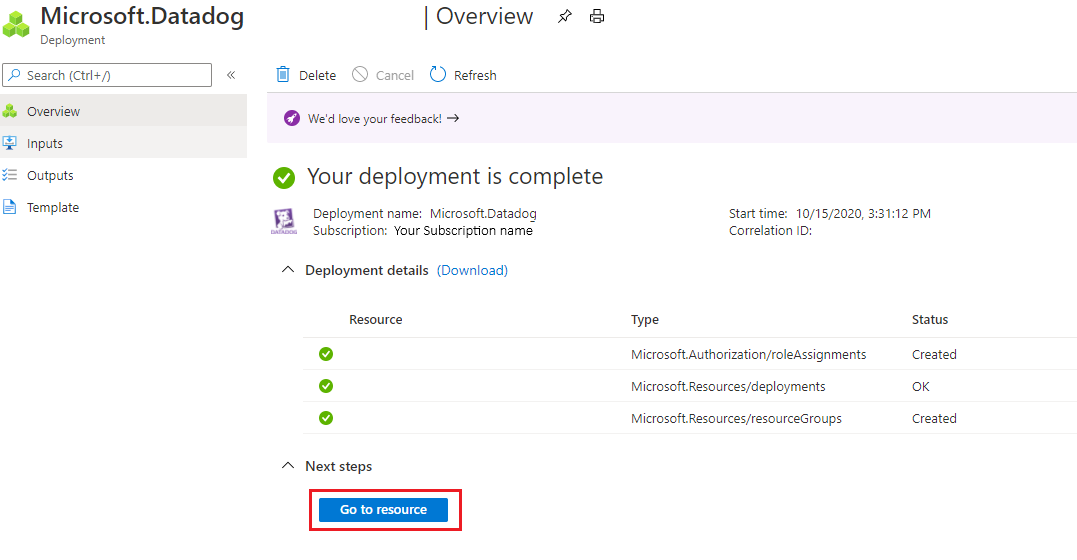 Microsoft.Datadog | Overview
Deployment
Search (Ctrl+/) «
Delete Cancel Refresh
Overview
Inputs
Outputs
Template
We'd love your feedback! →
Your deployment is complete
DATADOG
Deployment name: Microsoft.Datadog
Subscription: Your Subscription name
Start time: 10/15/2020, 3:31:12 PM
Correlation ID:
Deployment details (Download)
Resource Type Status
Microsoft.Authorization/roleAssignments Created
Microsoft.Resources/deployments OK
Microsoft.Resources/resourceGroups Created
Next steps
Go to resource